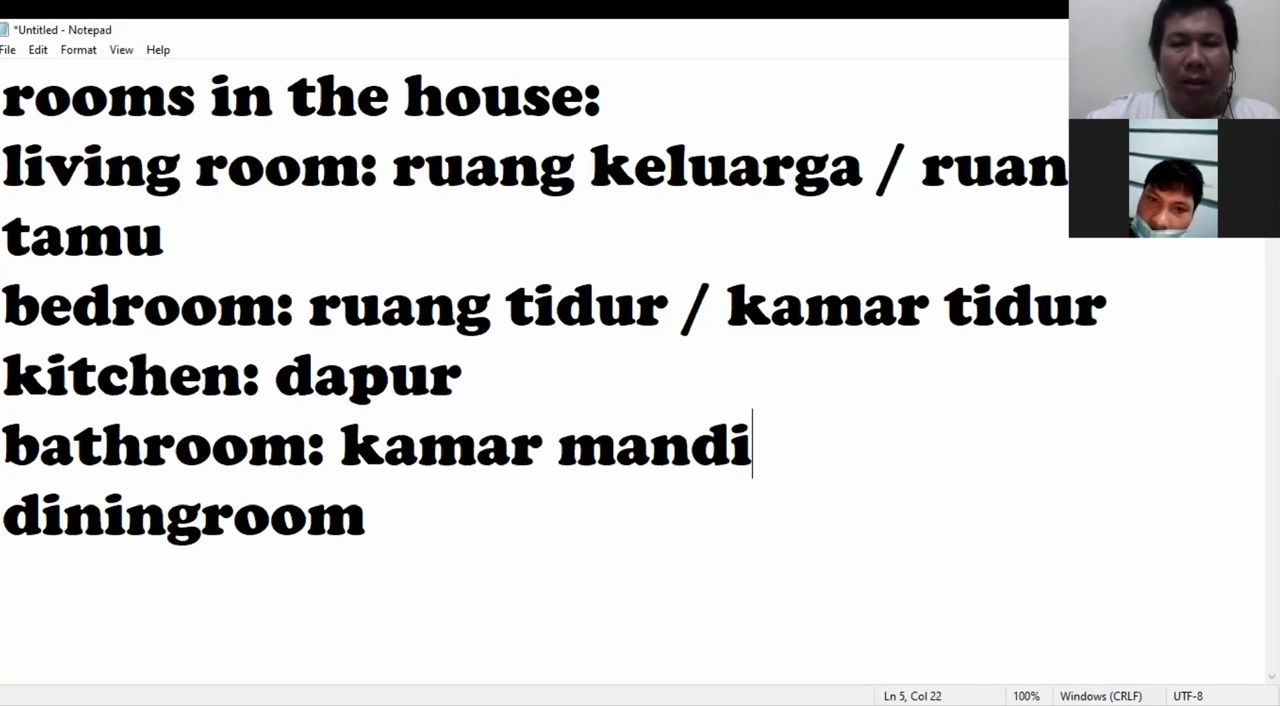 *Untitled - Notepad
File Edit Format View Help
rooms in the house:
living room: ruang keluarga / ruan
tamu
bedroom: ruang tidur / kamar tidur
kitchen: dapur
bathroom: kamar mandi
diningroom
Ln 5, Col 22 100% Windows (CRLF) UTF-8